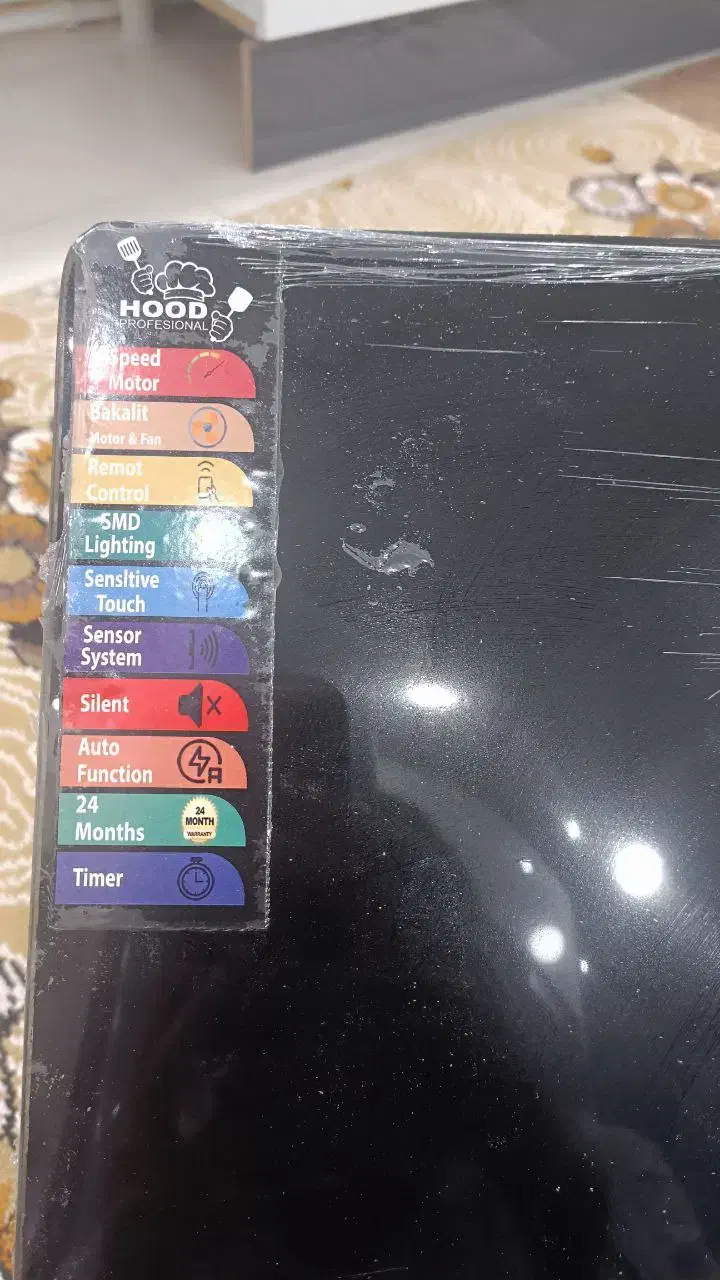 HOOD
PROFESIONAL
Speed
Motor
Bakalit
Motor & Fan
Remot
Control
SMD
Lighting
SensItive
Touch
Sensor
System
Silent
Auto
Function
A
24
Months
24
MONTH
WARRANTY
Timer